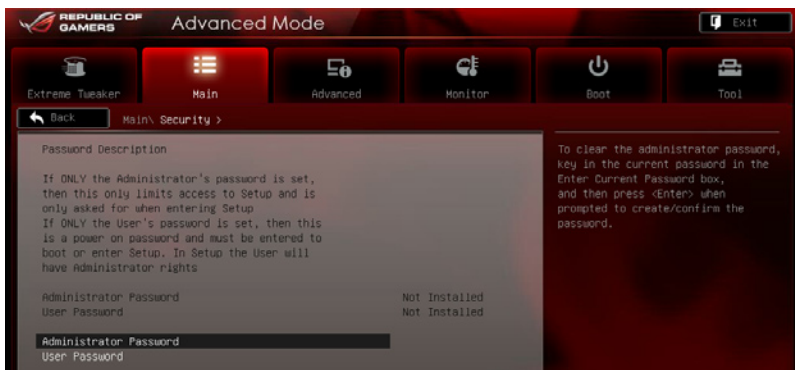 REPUBLIC OF
GAMERS
Advanced Mode
Exit
Extreme Tweaker
Main
Advanced
Monitor
Boot
Tool
Back
Main\ Security >
Password Description
If ONLY the Administrator's password is set,
then this only limits access to Setup and is
only asked for when entering Setup
If ONLY the User's password is set, then this
is a power on password and must be entered to
boot or enter Setup. In Setup the User will
have Administrator rights
Administrator Password Not Installed
User Password Not Installed
Administrator Password
User Password
To clear the administrator password,
key in the current password in the
Enter Current Password box,
and then press <Enter> when
prompted to create/confirm the
password.